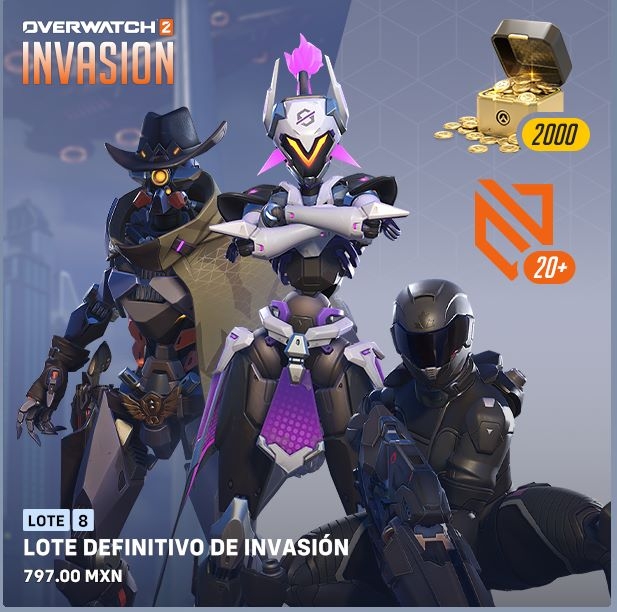 OVERWATCH 2
INVASION
2000
20+
LOTE 8
LOTE DEFINITIVO DE INVASIÓN
797.00 MXN